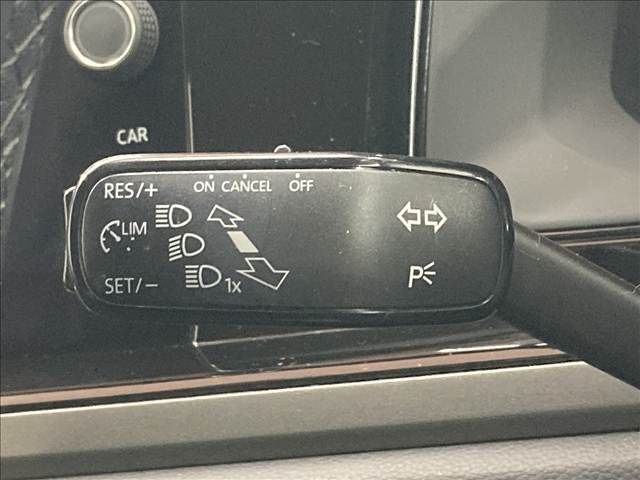 CAR
RES/+ ON CANCEL OFF
LIM
SET/- 1x
P